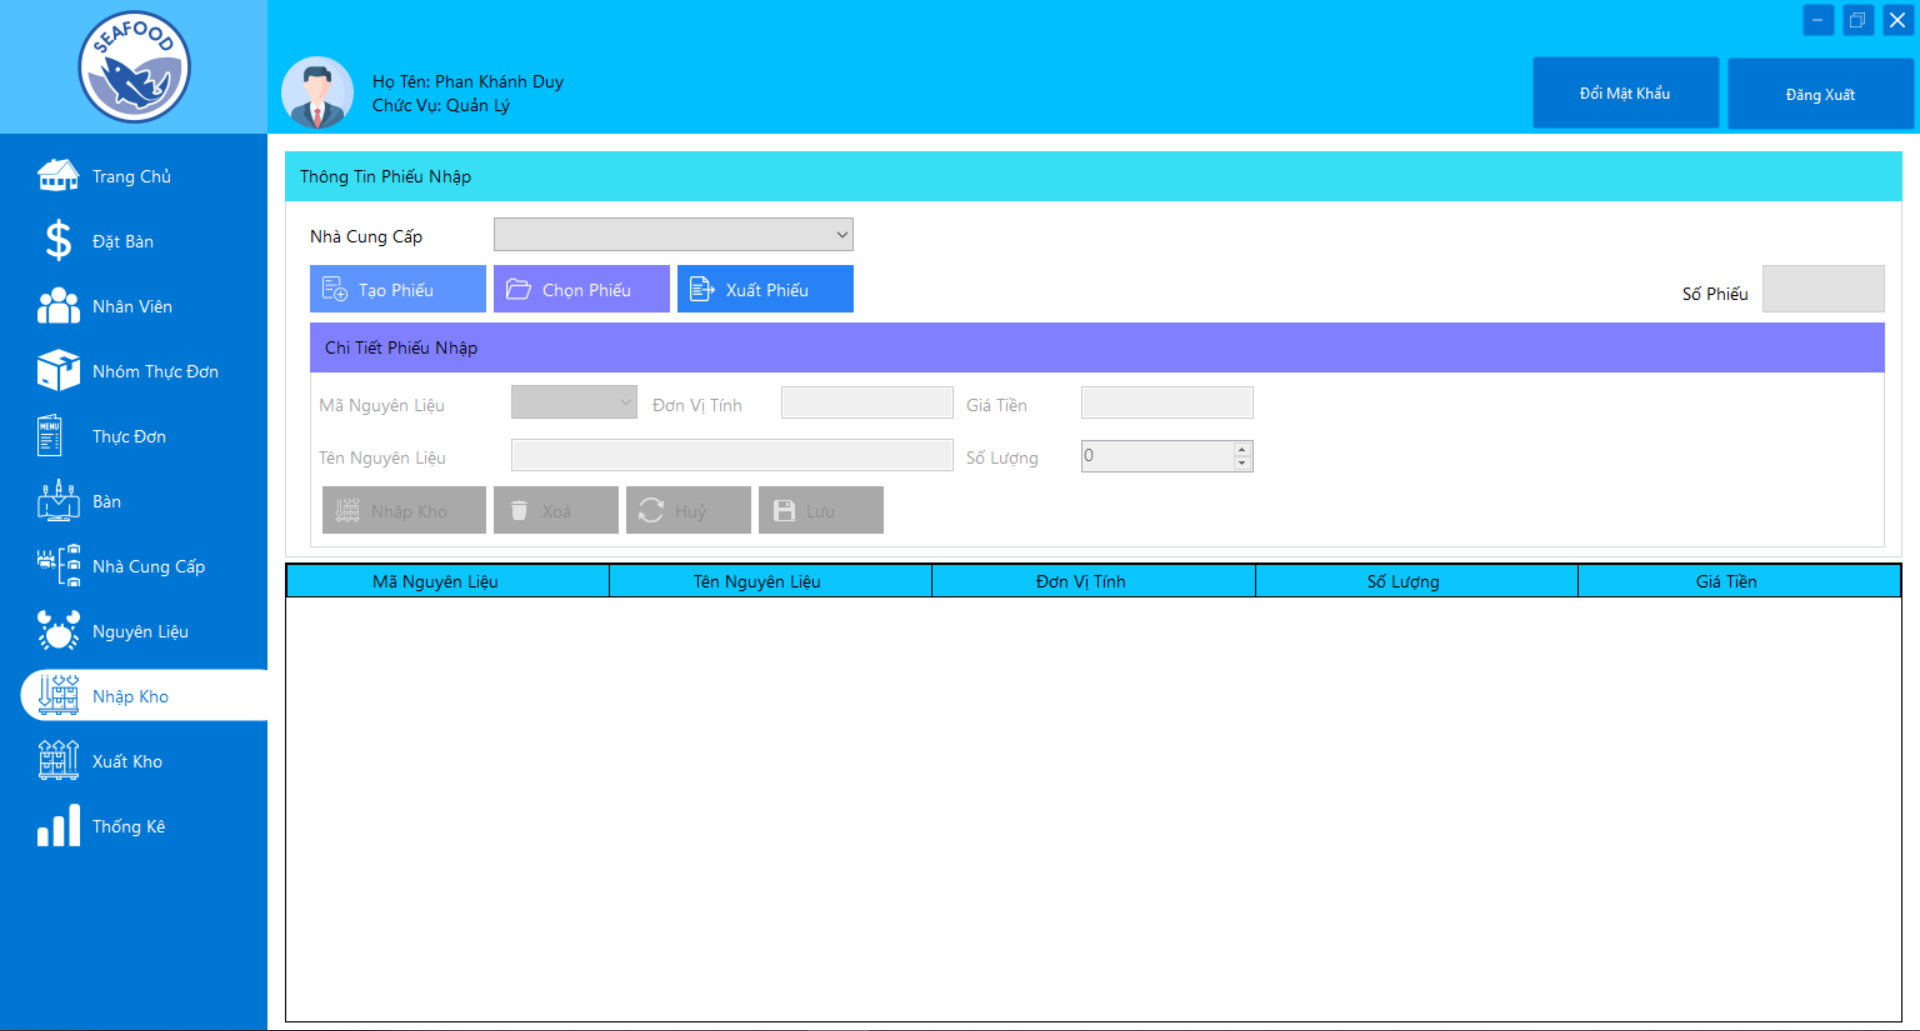 SEAFOOD
Họ Tên: Phan Khánh Duy
Chức Vụ: Quản Lý
Đổi Mật Khẩu
Đăng Xuất
Trang Chủ
Đặt Bàn
Nhân Viên
Nhóm Thực Đơn
MENU
Thực Đơn
Bàn
Nhà Cung Cấp
Nguyên Liệu
Nhập Kho
Xuất Kho
Thống Kê
Thông Tin Phiếu Nhập
Nhà Cung Cấp
Tạo Phiếu
Chọn Phiếu
Xuất Phiếu
Số Phiếu
Chi Tiết Phiếu Nhập
Mã Nguyên Liệu
Đơn Vị Tính
Giá Tiền
Tên Nguyên Liệu
Số Lượng
0
Nhập Kho
Xoá
Huỷ
Lưu
Mã Nguyên Liệu
Tên Nguyên Liệu
Đơn Vị Tính
Số Lượng
Giá Tiền